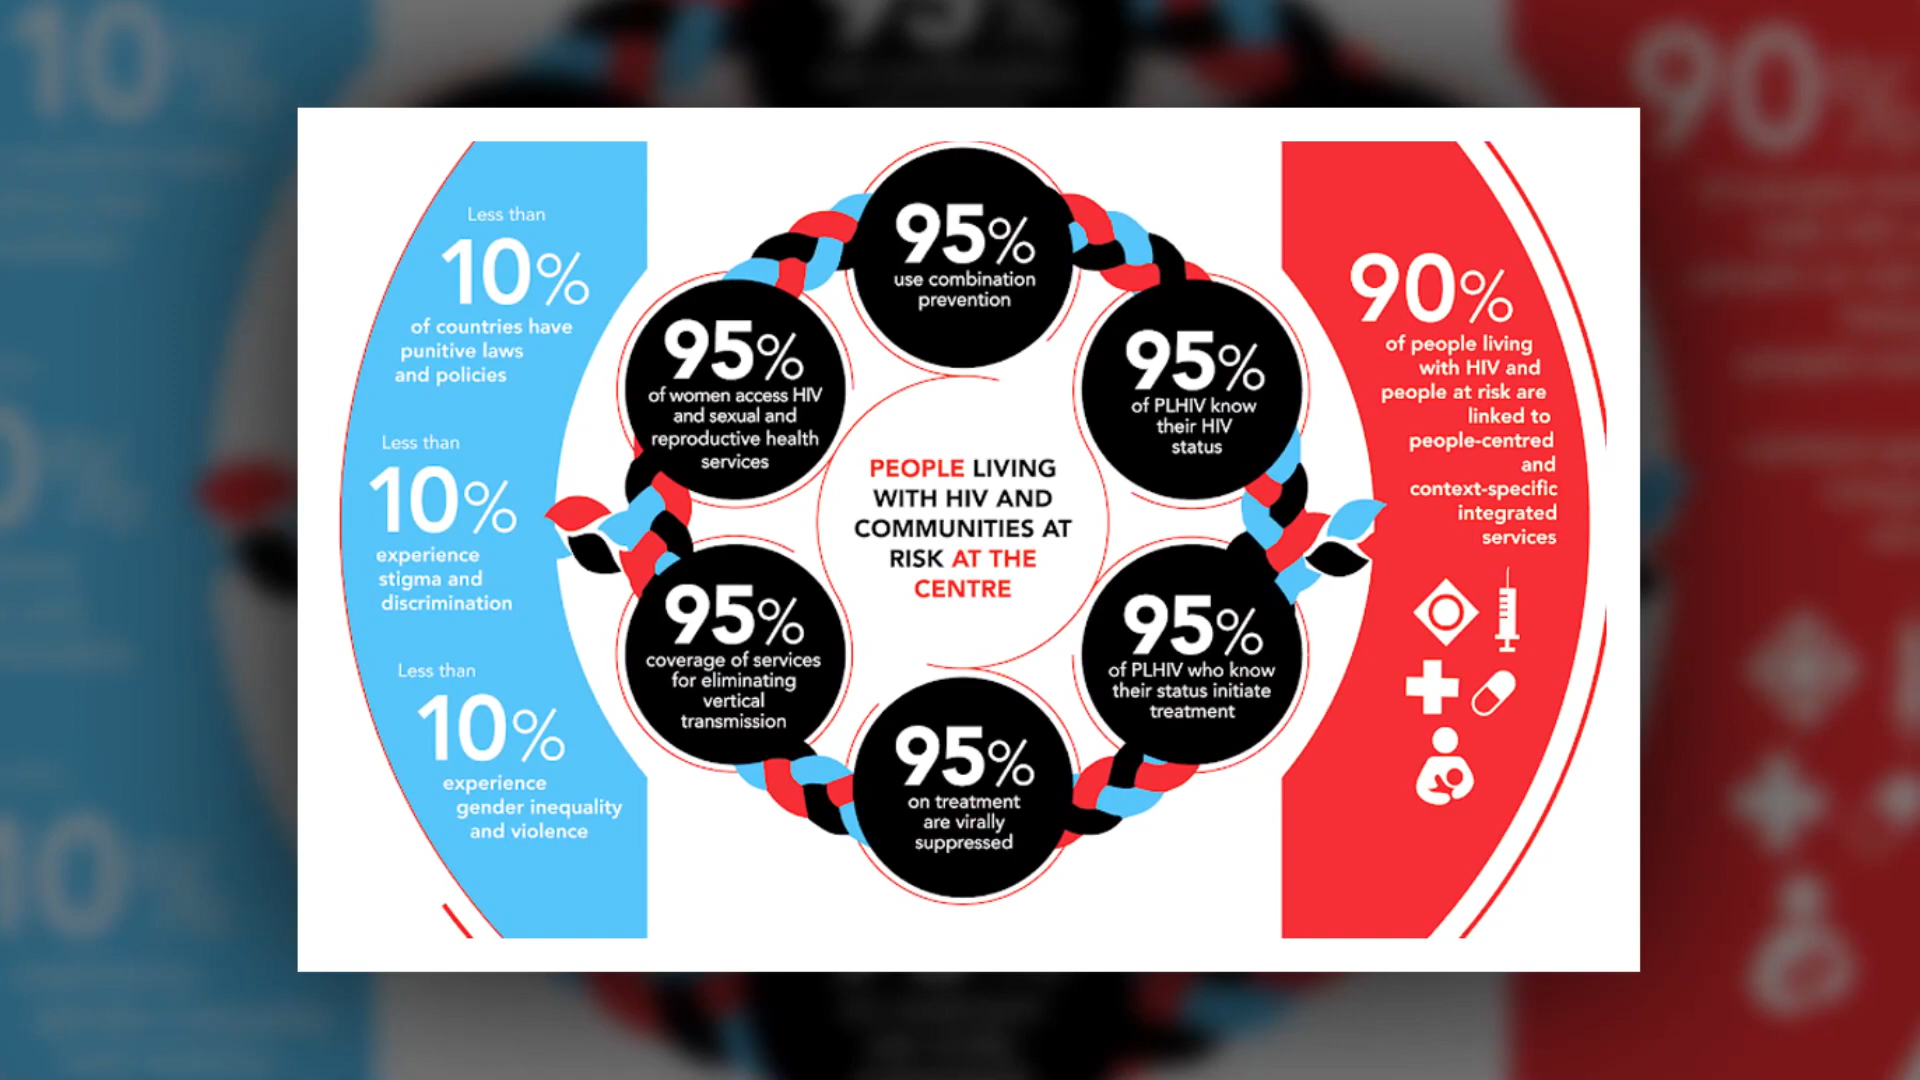 Less than
10%
of countries have
punitive laws
and policies
Less than
10%
experience
stigma and
discrimination
Less than
10%
experience
gender inequality
and violence
95%
use combination
prevention
95%
of women access HIV
and sexual and
reproductive health
services
95%
of PLHIV know
their HIV
status
PEOPLE LIVING
WITH HIV AND
COMMUNITIES AT
RISK AT THE
CENTRE
95%
coverage of services
for eliminating
vertical
transmission
95%
of PLHIV who know
their status initiate
treatment
95%
on treatment
are virally
suppressed
90%
of people living
with HIV and
people at risk are
linked to
people-centred
and
context-specific
integrated
services